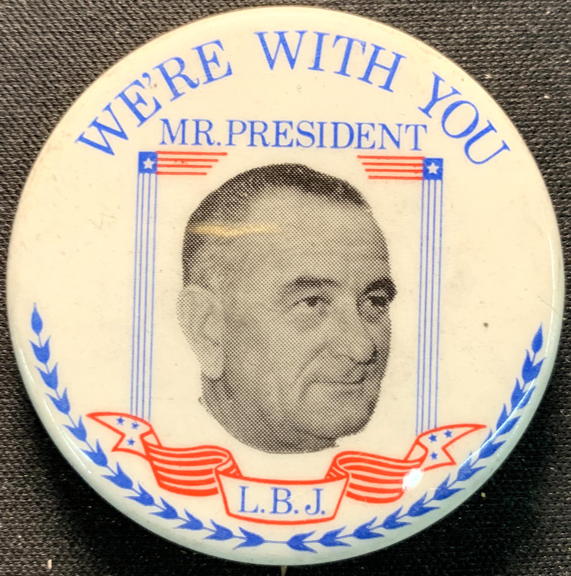 WE'RE WITH YOU
MR. PRESIDENT
L.B.J.